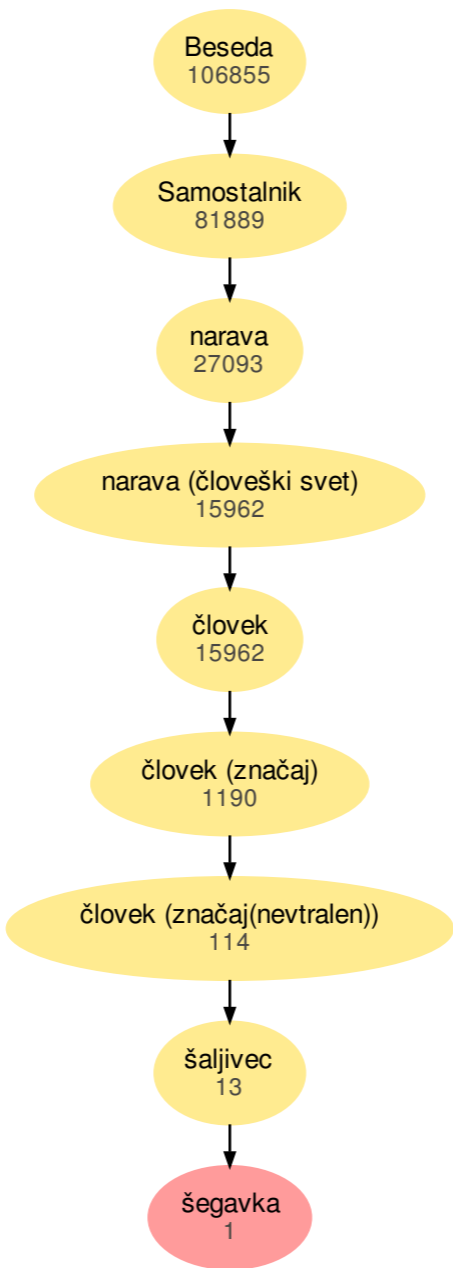 Beseda
106855
Samostalnik
81889
narava
27093
narava (človeški svet)
15962
človek
15962
človek (značaj)
1190
človek (značaj(nevtralen))
114
šaljivec
13
šegavka
1